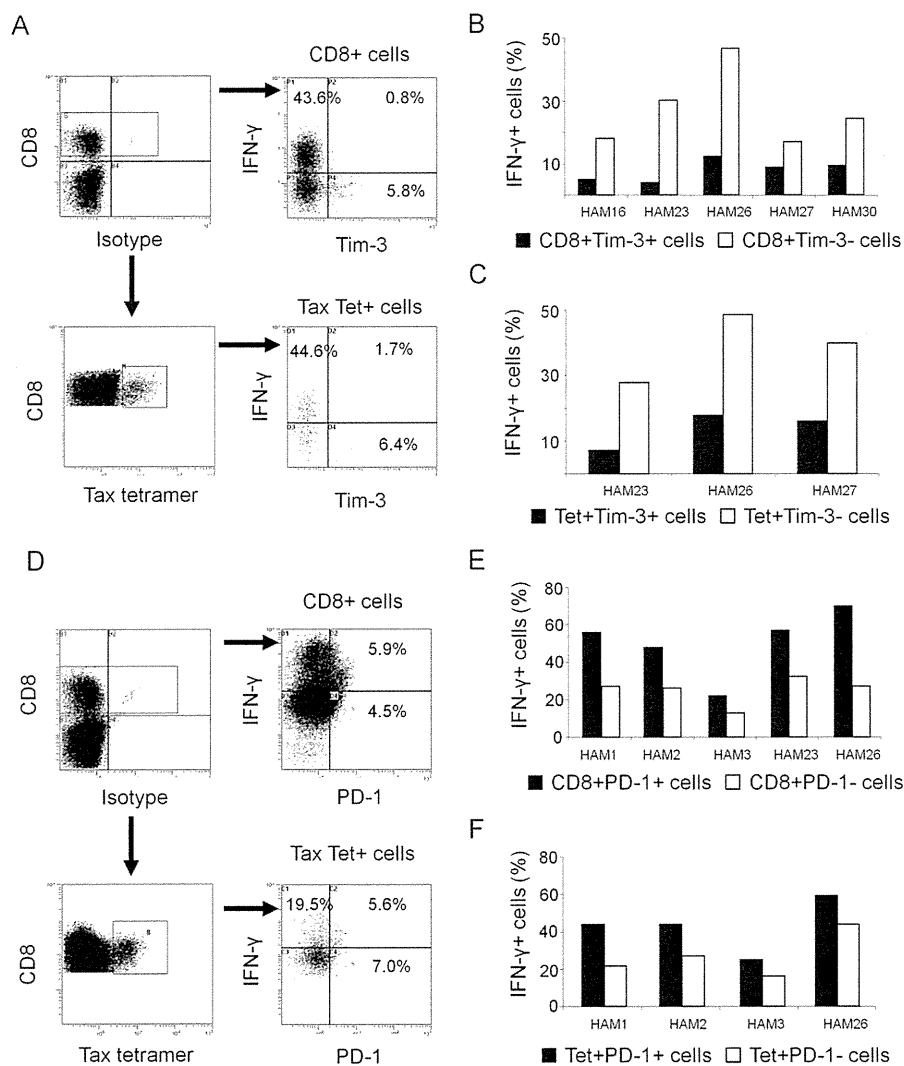 A
CD8+ cells
43.6% 0.8%
5.8%
CD8
Isotype
IFN-γ
Tim-3
Tax Tet+ cells
44.6% 1.7%
6.4%
CD8
Tax tetramer
IFN-γ
Tim-3
B
IFN-γ+ cells (%)
50
30
10
HAM16 HAM23 HAM26 HAM27 HAM30
CD8+Tim-3+ cells CD8+Tim-3- cells
C
IFN-γ+ cells (%)
50
30
10
HAM23 HAM26 HAM27
Tet+Tim-3+ cells Tet+Tim-3- cells
D
CD8+ cells
5.9%
4.5%
CD8
Isotype
IFN-γ
PD-1
Tax Tet+ cells
19.5% 5.6%
7.0%
CD8
Tax tetramer
IFN-γ
PD-1
E
IFN-γ+ cells (%)
80
60
40
20
0
HAM1 HAM2 HAM3 HAM23 HAM26
CD8+PD-1+ cells CD8+PD-1- cells
F
IFN-γ+ cells (%)
80
60
40
20
0
HAM1 HAM2 HAM3 HAM26
Tet+PD-1+ cells Tet+PD-1- cells